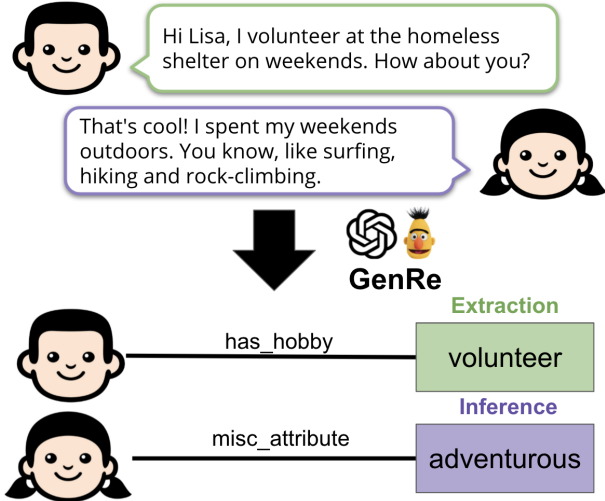 Hi Lisa, I volunteer at the homeless
shelter on weekends. How about you?
That's cool! I spent my weekends
outdoors. You know, like surfing,
hiking and rock-climbing.
GenRe
Extraction
has_hobby
volunteer
Inference
misc_attribute
adventurous